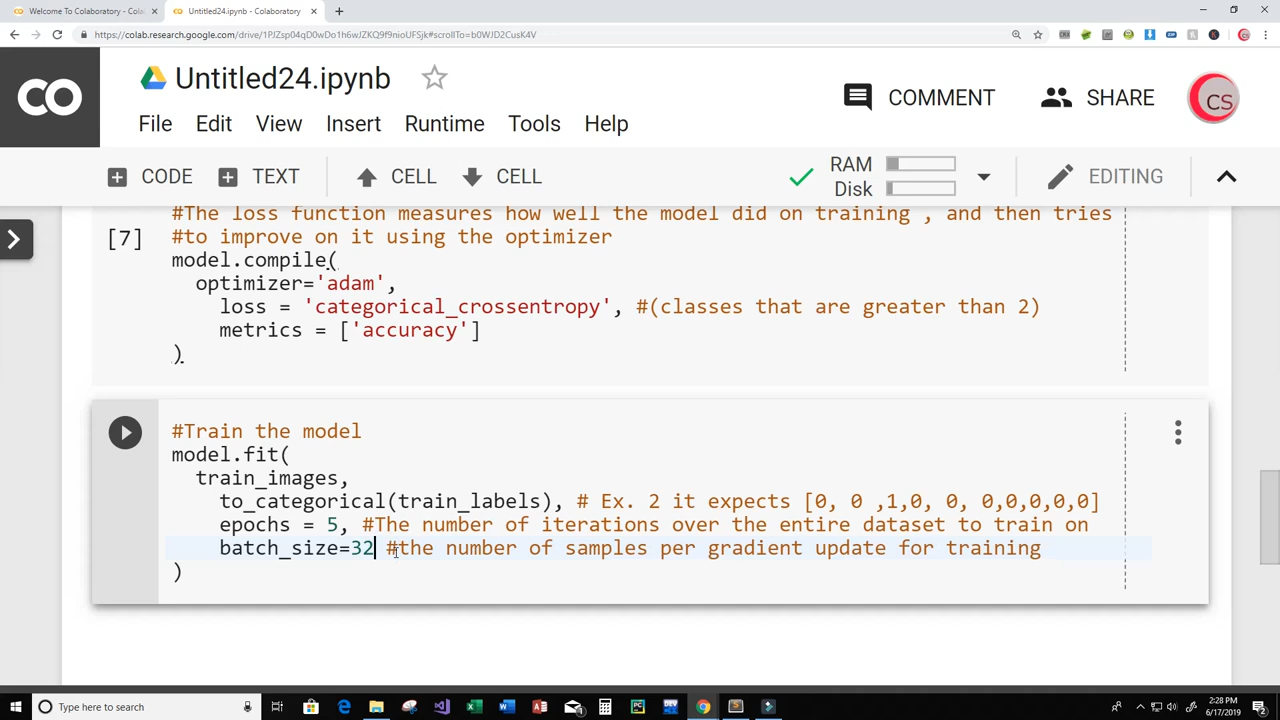 Welcome To Colaboratory - Cola
Untitled24.ipynb - Colaboratory
https://colab.research.google.com/drive/1PJZsp04qD0wDo1h6wJZKQ9f9nioUFSjk#scrollTo=b0WJD2CusK4V
CO
Untitled24.ipynb
COMMENT
SHARE
CS
File Edit View Insert Runtime Tools Help
CODE TEXT CELL CELL
RAM
Disk
EDITING
#The loss function measures how well the model did on training , and then tries
[7]
#to improve on it using the optimizer
model.compile(
optimizer='adam',
loss = 'categorical_crossentropy', #(classes that are greater than 2)
metrics = ['accuracy']
)
#Train the model
model.fit(
train_images,
to_categorical(train_labels), # Ex. 2 it expects [0, 0 ,1,0, 0, 0,0,0,0,0]
epochs = 5, #The number of iterations over the entire dataset to train on
batch_size=32 #the number of samples per gradient update for training
)
Type here to search
2:28 PM
6/17/2019